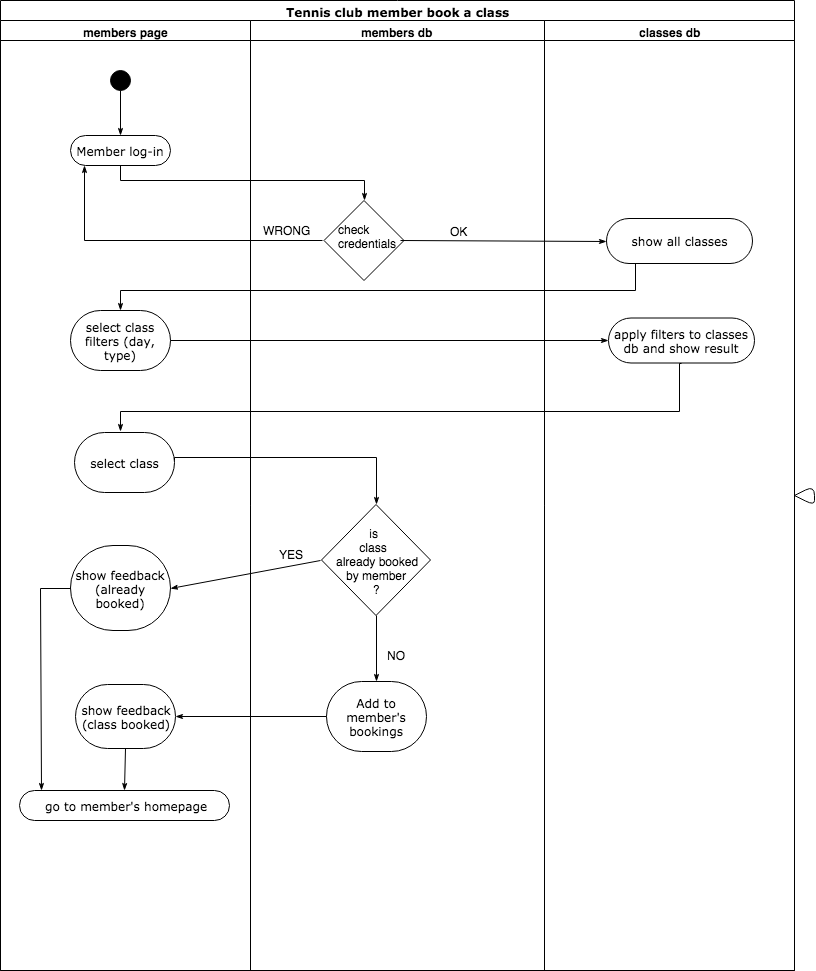 Tennis club member book a class
members page
members db
classes db
Member log-in
WRONG
check
credentials
OK
show all classes
select class
filters (day,
type)
apply filters to classes
db and show result
select class
is
class
already booked
by member
?
YES
show feedback
(already
booked)
NO
Add to
member's
bookings
show feedback
(class booked)
go to member's homepage